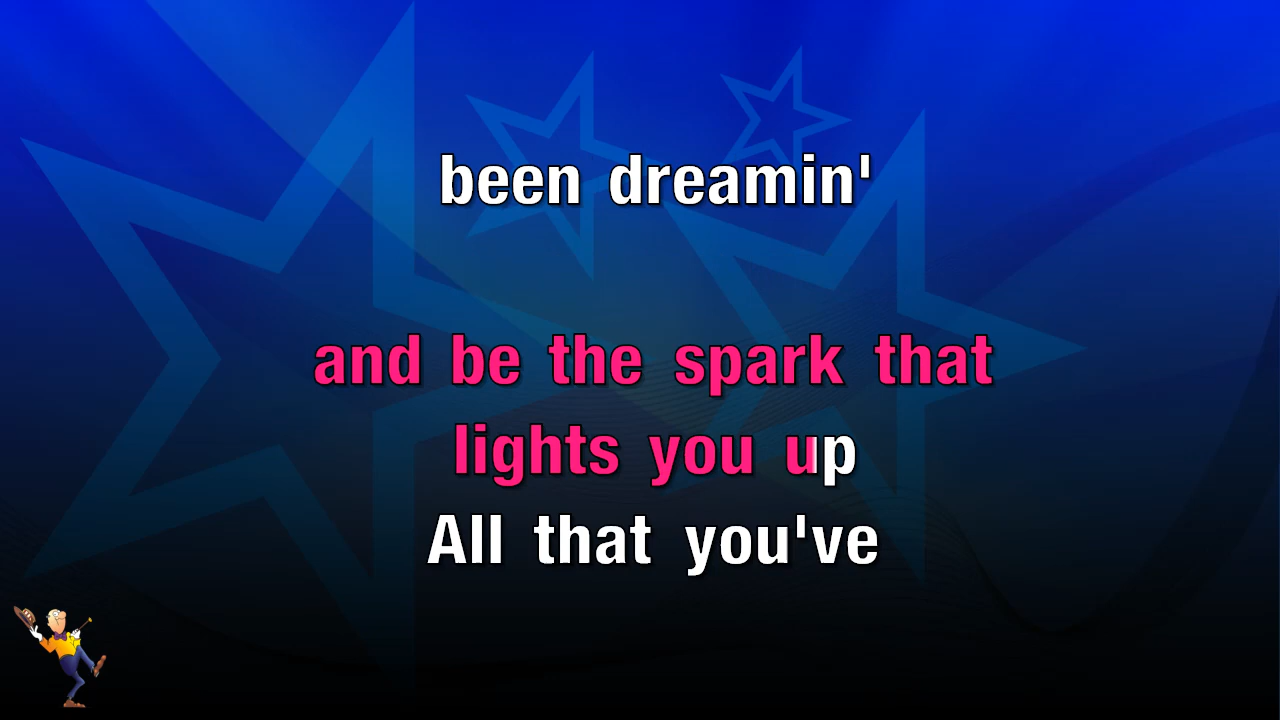 been dreamin'
and be the spark that
lights you up
All that you've